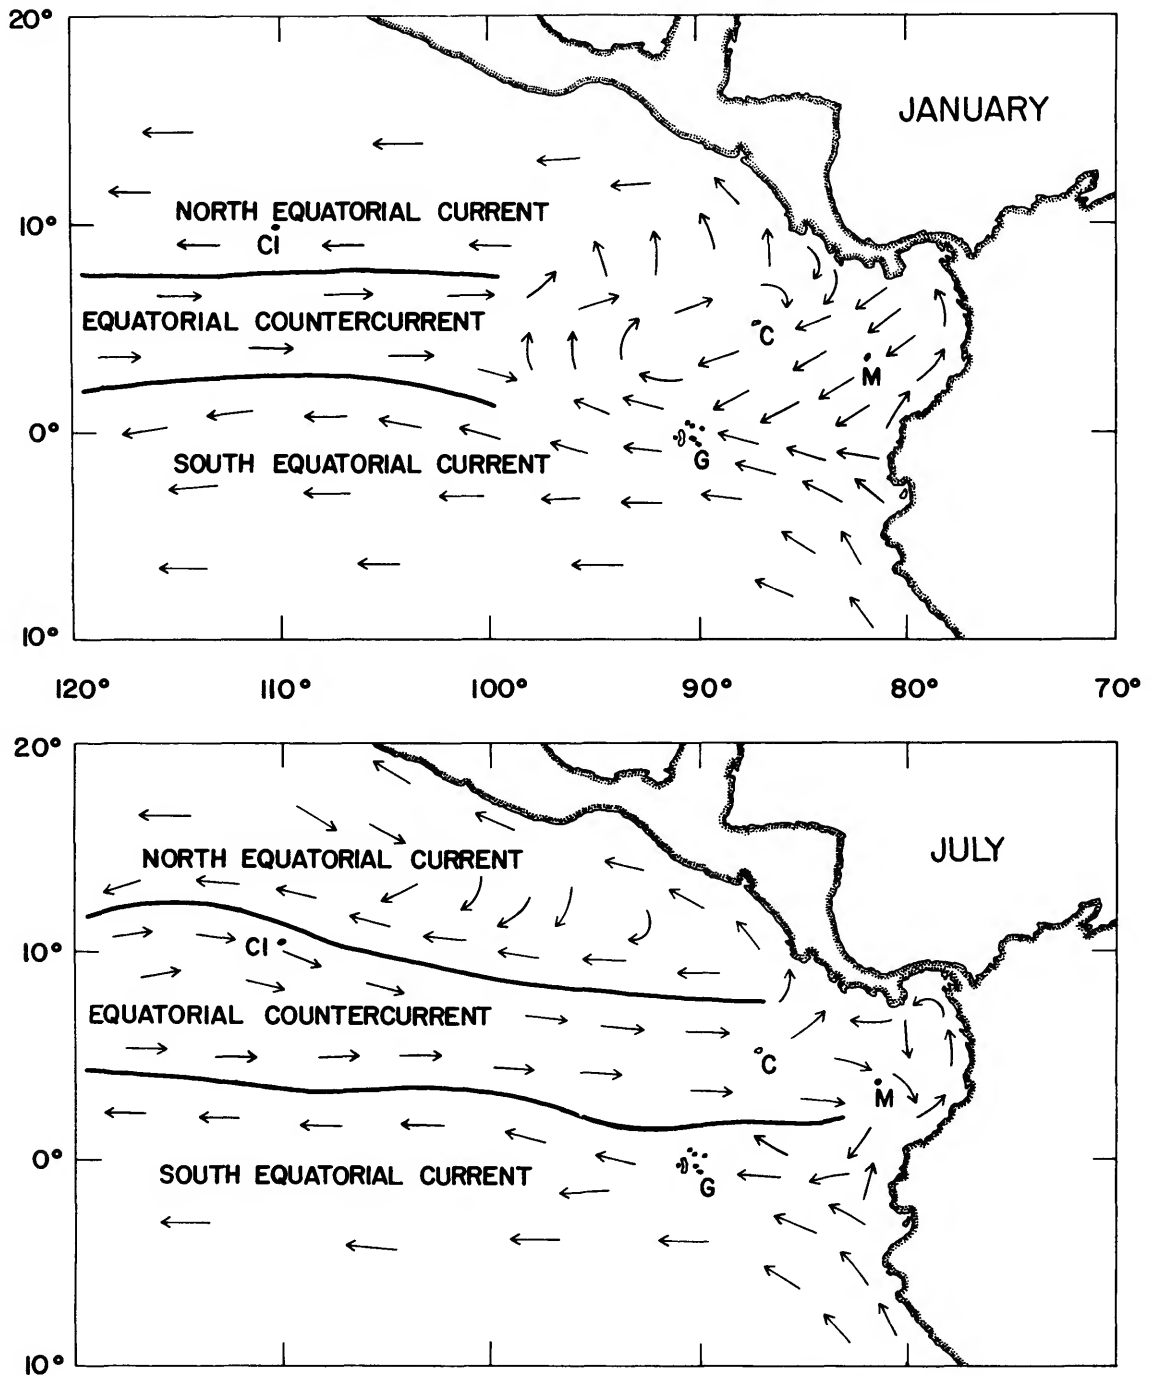 20°
JANUARY
NORTH EQUATORIAL CURRENT
10°
CI
EQUATORIAL COUNTERCURRENT
C
M
0°
G
SOUTH EQUATORIAL CURRENT
10°
120° 110° 100° 90° 80° 70°
20°
JULY
NORTH EQUATORIAL CURRENT
10°
CI
EQUATORIAL COUNTERCURRENT
C
M
0°
SOUTH EQUATORIAL CURRENT
G
10°